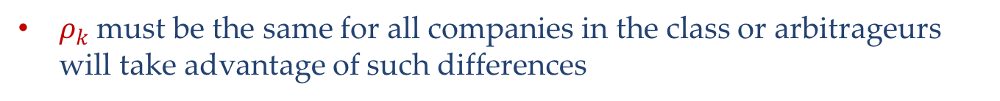 • ρₖ must be the same for all companies in the class or arbitrageurs
will take advantage of such differences